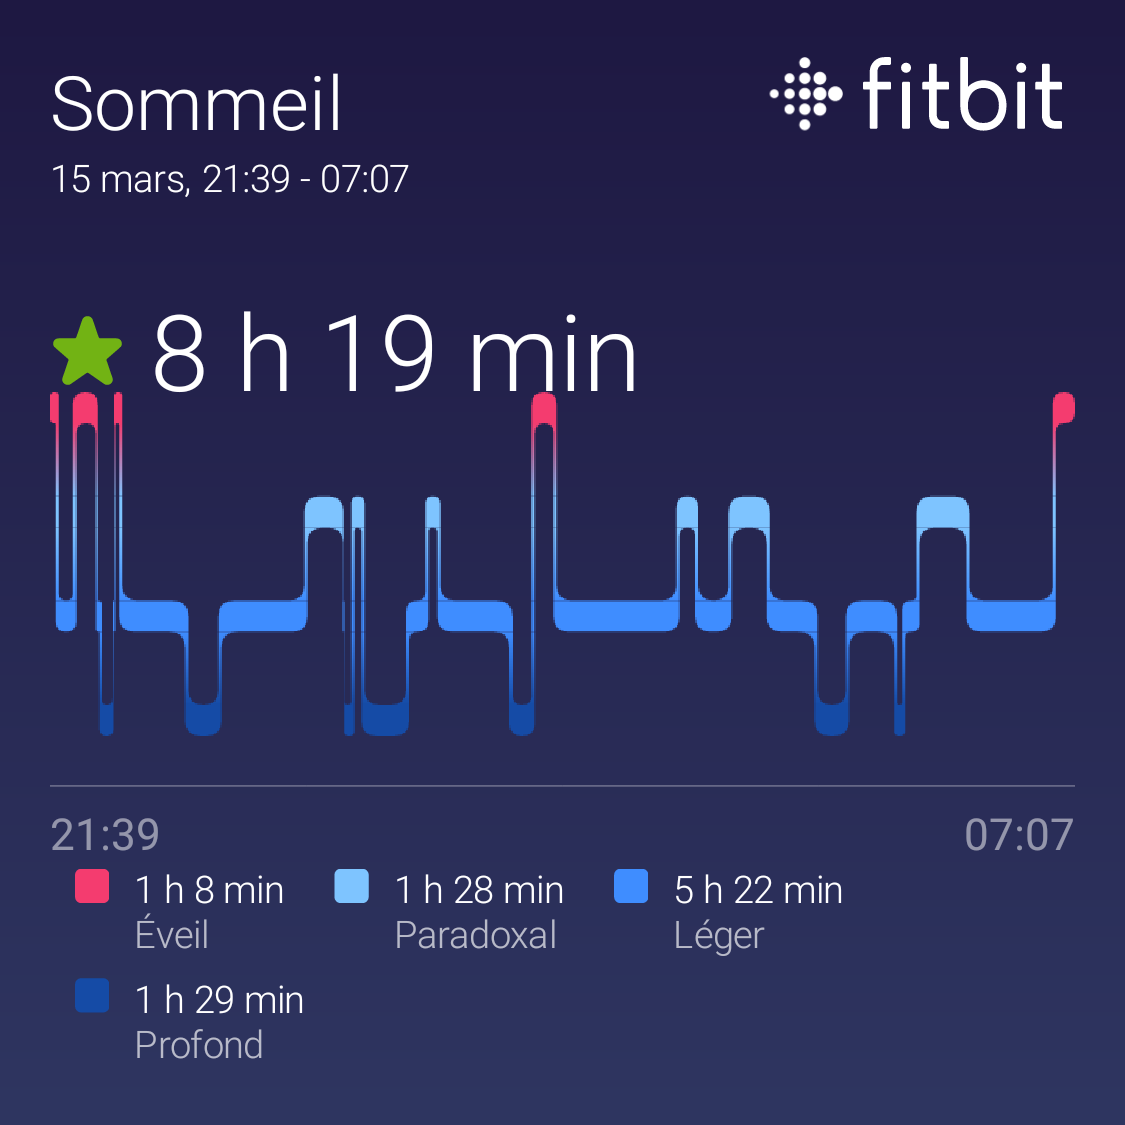 Sommeil
fitbit
15 mars, 21:39 - 07:07
8 h 19 min
21:39
07:07
1 h 8 min
1 h 28 min
5 h 22 min
Éveil
Paradoxal
Léger
1 h 29 min
Profond